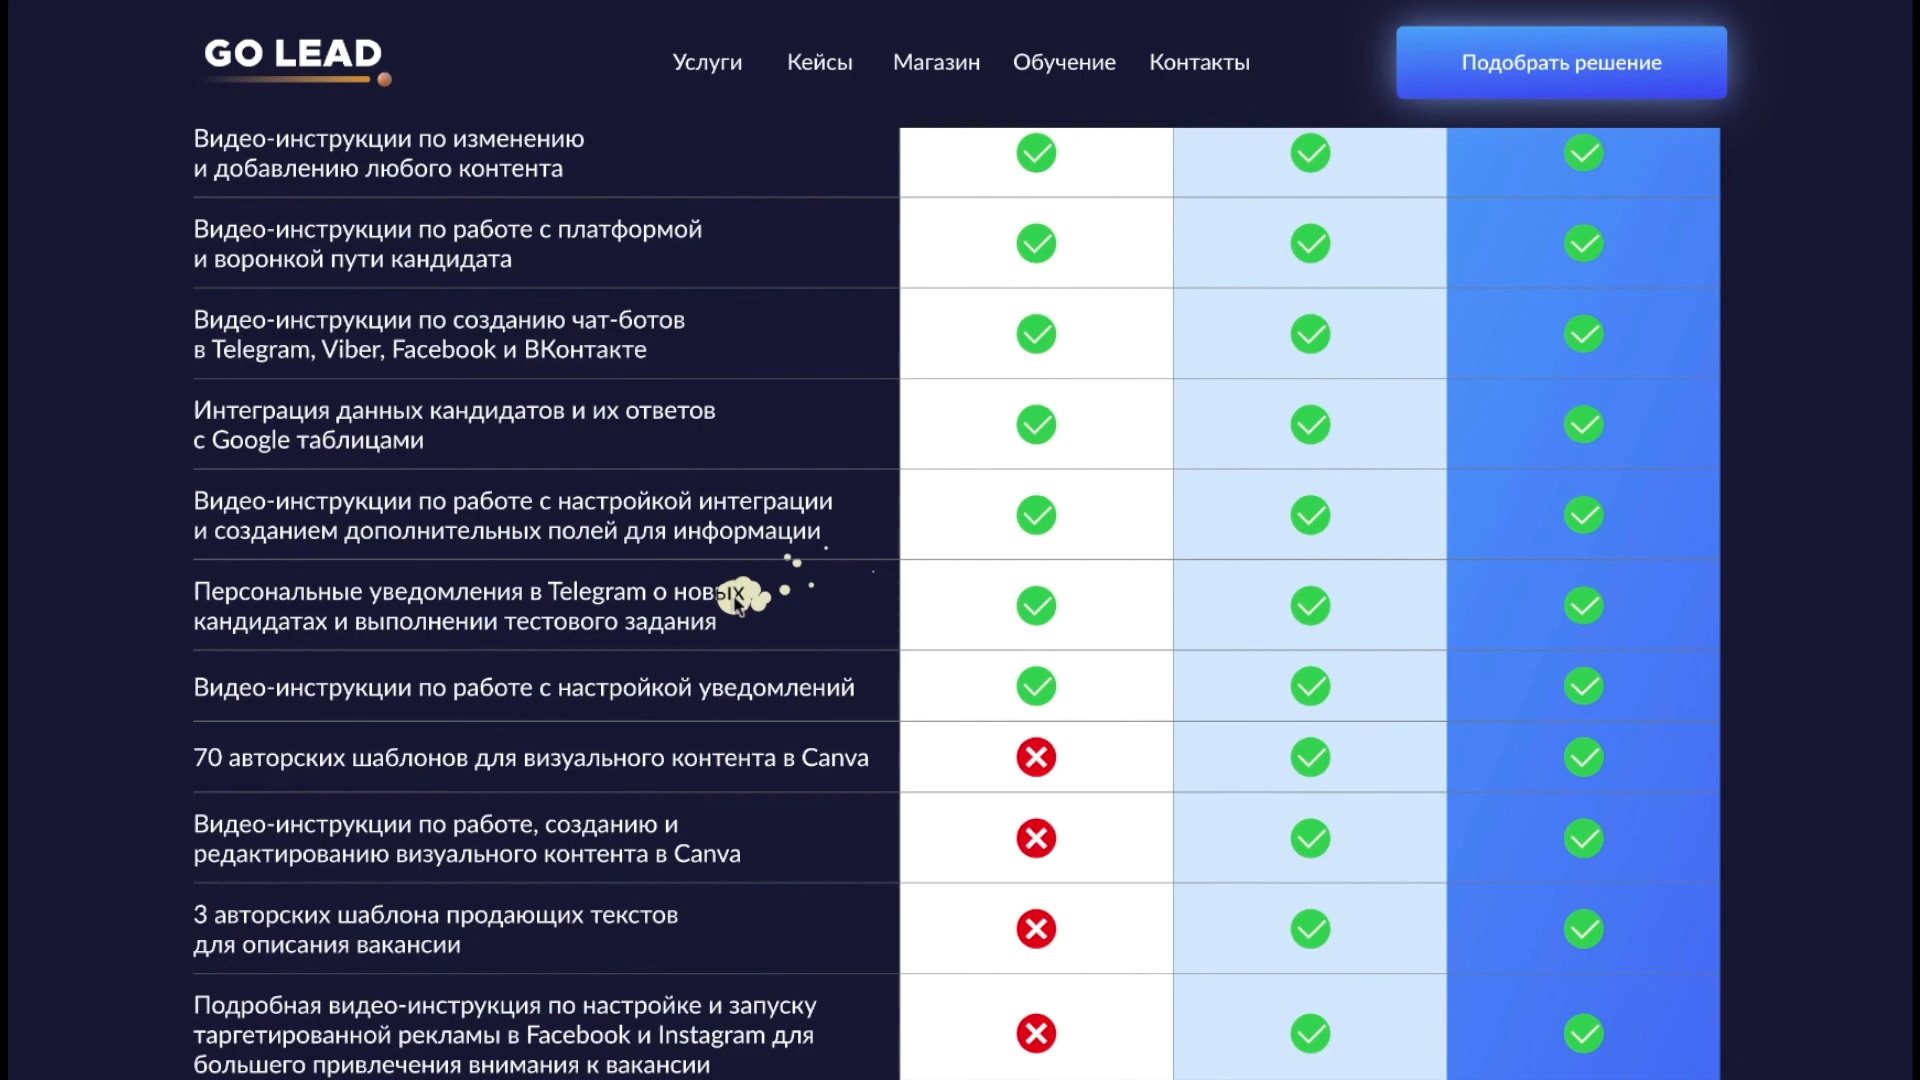 GO LEAD
Услуги Кейсы Магазин Обучение Контакты
Подобрать решение
Видео-инструкции по изменению
и добавлению любого контента
Видео-инструкции по работе с платформой
и воронкой пути кандидата
Видео-инструкции по созданию чат-ботов
в Telegram, Viber, Facebook и ВКонтакте
Интеграция данных кандидатов и их ответов
с Google таблицами
Видео-инструкции по работе с настройкой интеграции
и созданием дополнительных полей для информации
Персональные уведомления в Telegram о новых
кандидатах и выполнении тестового задания
Видео-инструкции по работе с настройкой уведомлений
70 авторских шаблонов для визуального контента в Canva
Видео-инструкции по работе, созданию и
редактированию визуального контента в Canva
3 авторских шаблона продающих текстов
для описания вакансии
Подробная видео-инструкция по настройке и запуску
таргетированной рекламы в Facebook и Instagram для
большего привлечения внимания к вакансии